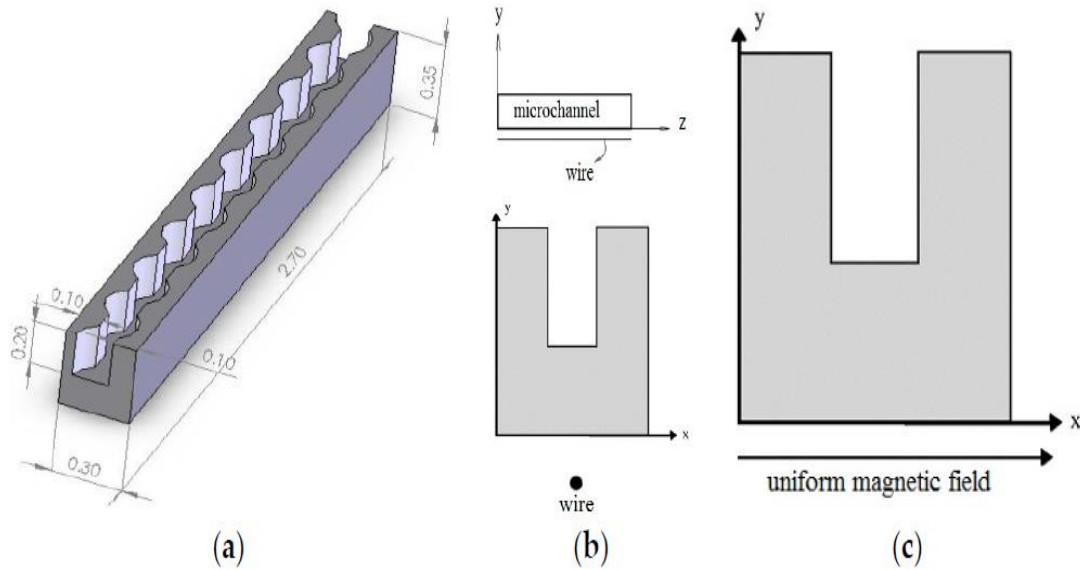 0.35
2.70
0.10
0.20
0.10
0.30
(a)
y
microchannel
z
wire
y
x
wire
(b)
y
x
uniform magnetic field
(c)